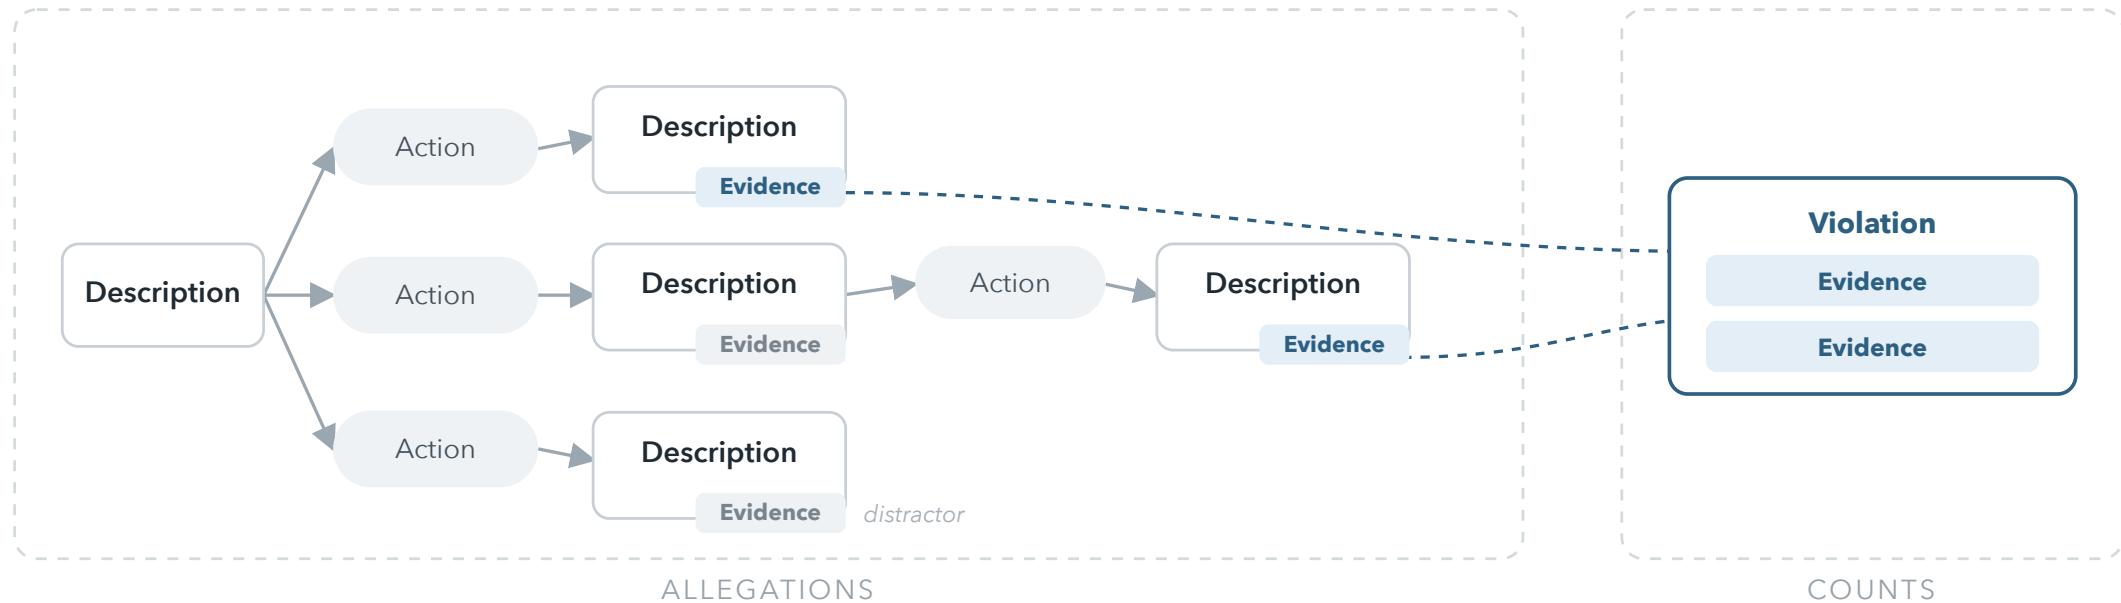 Action
Description
Evidence
Description
Action
Description
Evidence
Action
Description
Evidence
Action
Description
Evidence
distractor
ALLEGATIONS
Violation
Evidence
Evidence
COUNTS